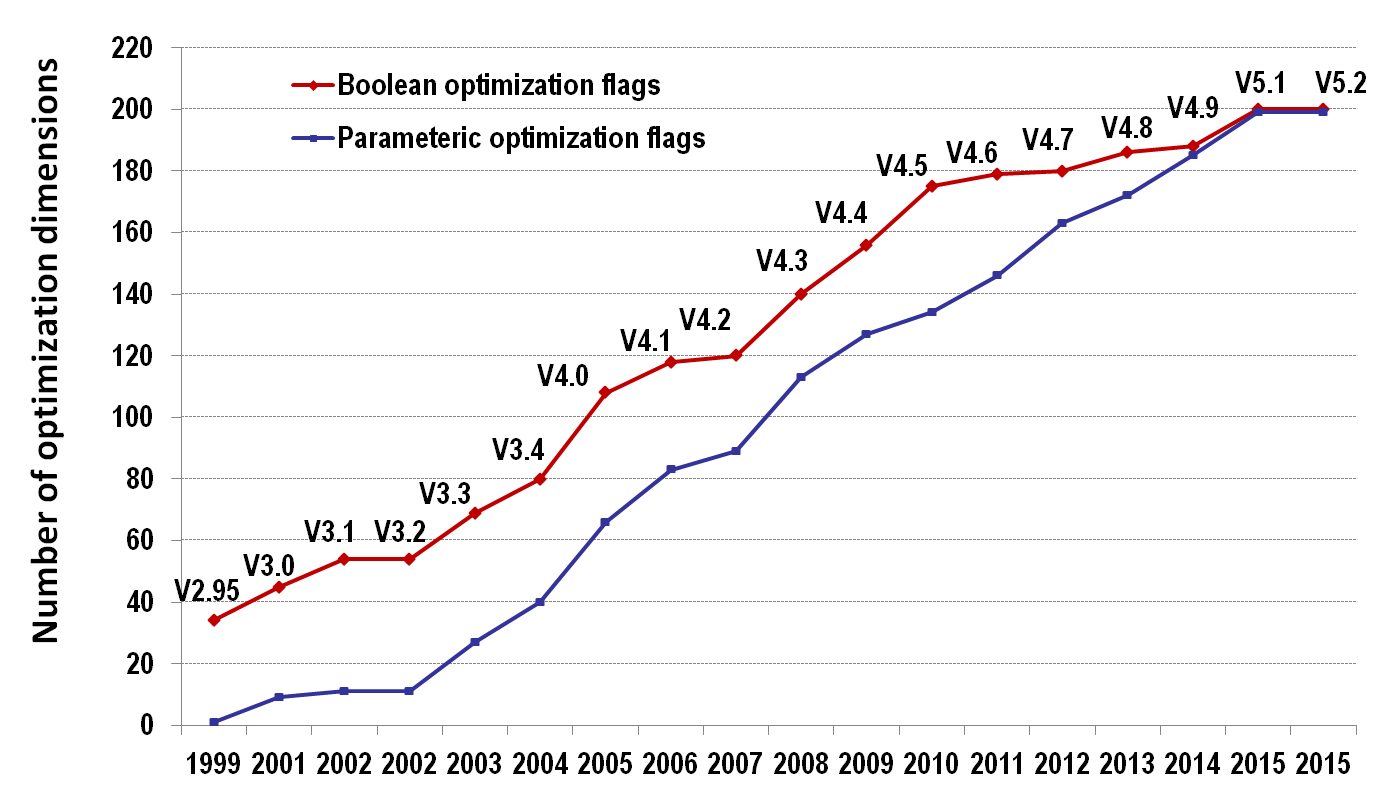 Number of optimization dimensions
220
200
180
160
140
120
100
80
60
40
20
0
Boolean optimization flags
Parameteric optimization flags
V2.95
V3.0
V3.1
V3.2
V3.3
V3.4
V4.0
V4.1
V4.2
V4.3
V4.4
V4.5
V4.6
V4.7
V4.8
V4.9
V5.1
V5.2
1999 2001 2002 2002 2003 2004 2005 2006 2007 2008 2009 2010 2011 2012 2013 2014 2015 2015